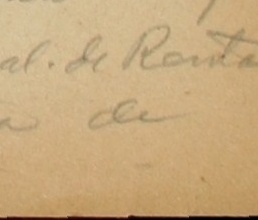 al. de Renta
a de